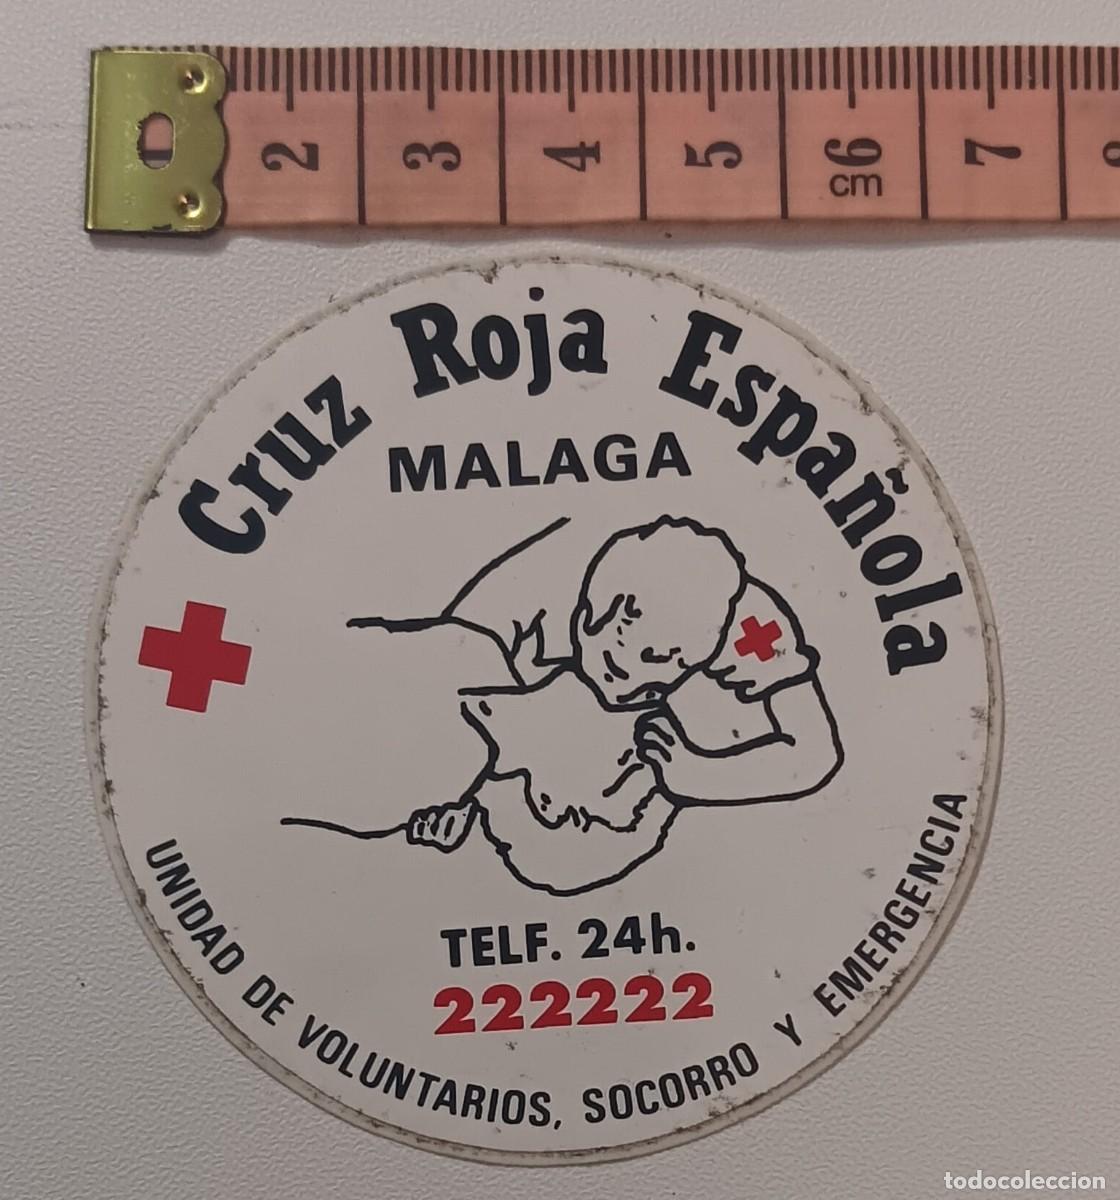 2 3 4 5 6 7
cm
Cruz Roja Española
MALAGA
TELF. 24h.
222222
UNIDAD DE VOLUNTARIOS, SOCORRO Y EMERGENCIA
todocoleccion